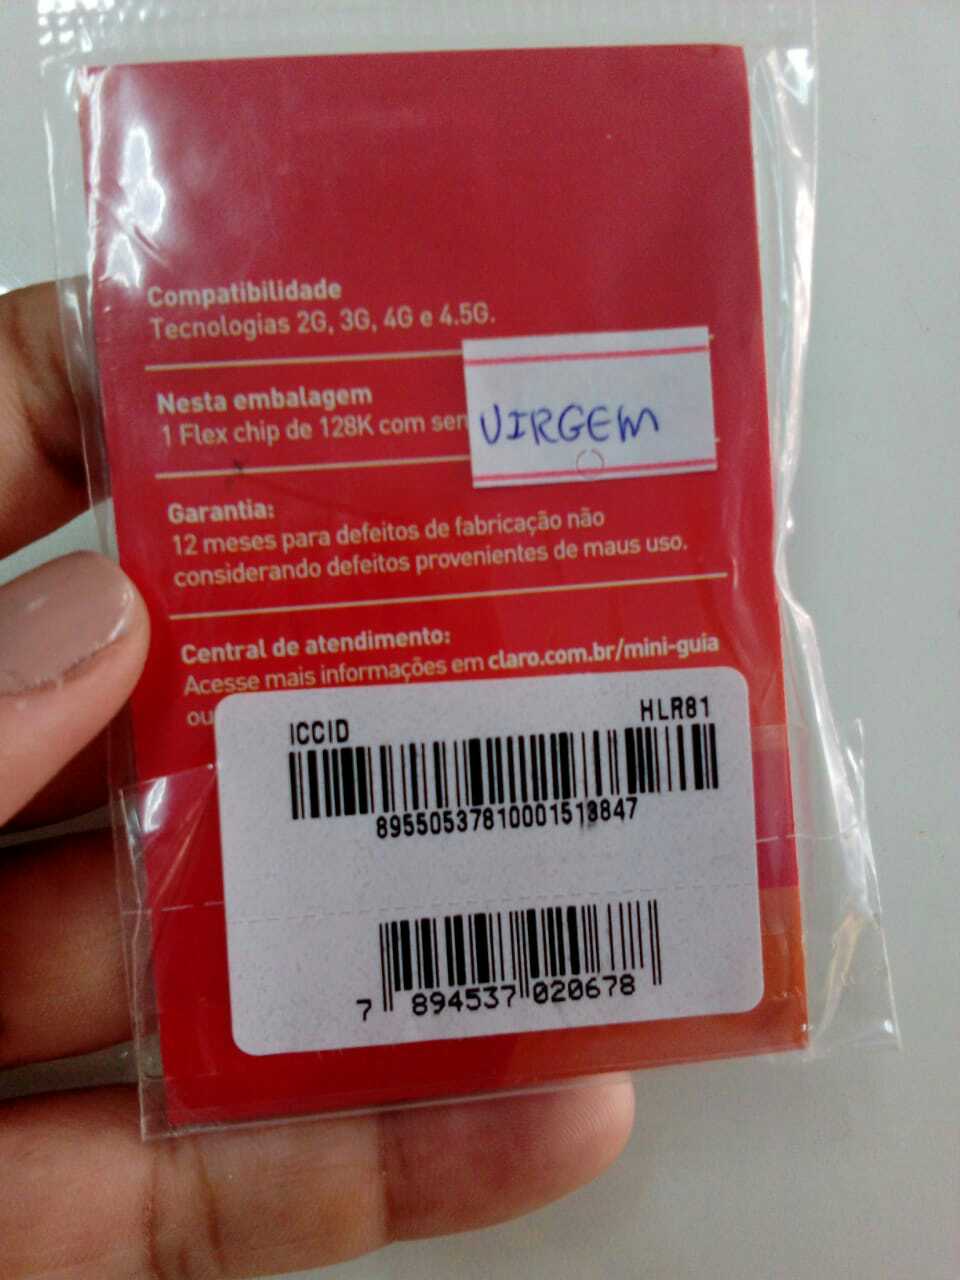 Compatibilidade
Tecnologias 2G, 3G, 4G e 4.5G.
Nesta embalagem
1 Flex chip de 128K com
VIRGEM
Garantia:
12 meses para defeitos de fabricação não
considerando defeitos provenientes de maus uso.
Central de atendimento:
Acesse mais informações em claro.com.br/mini-guia
ou
ICCID HLR81
89550537810001513847
7 894537 020678